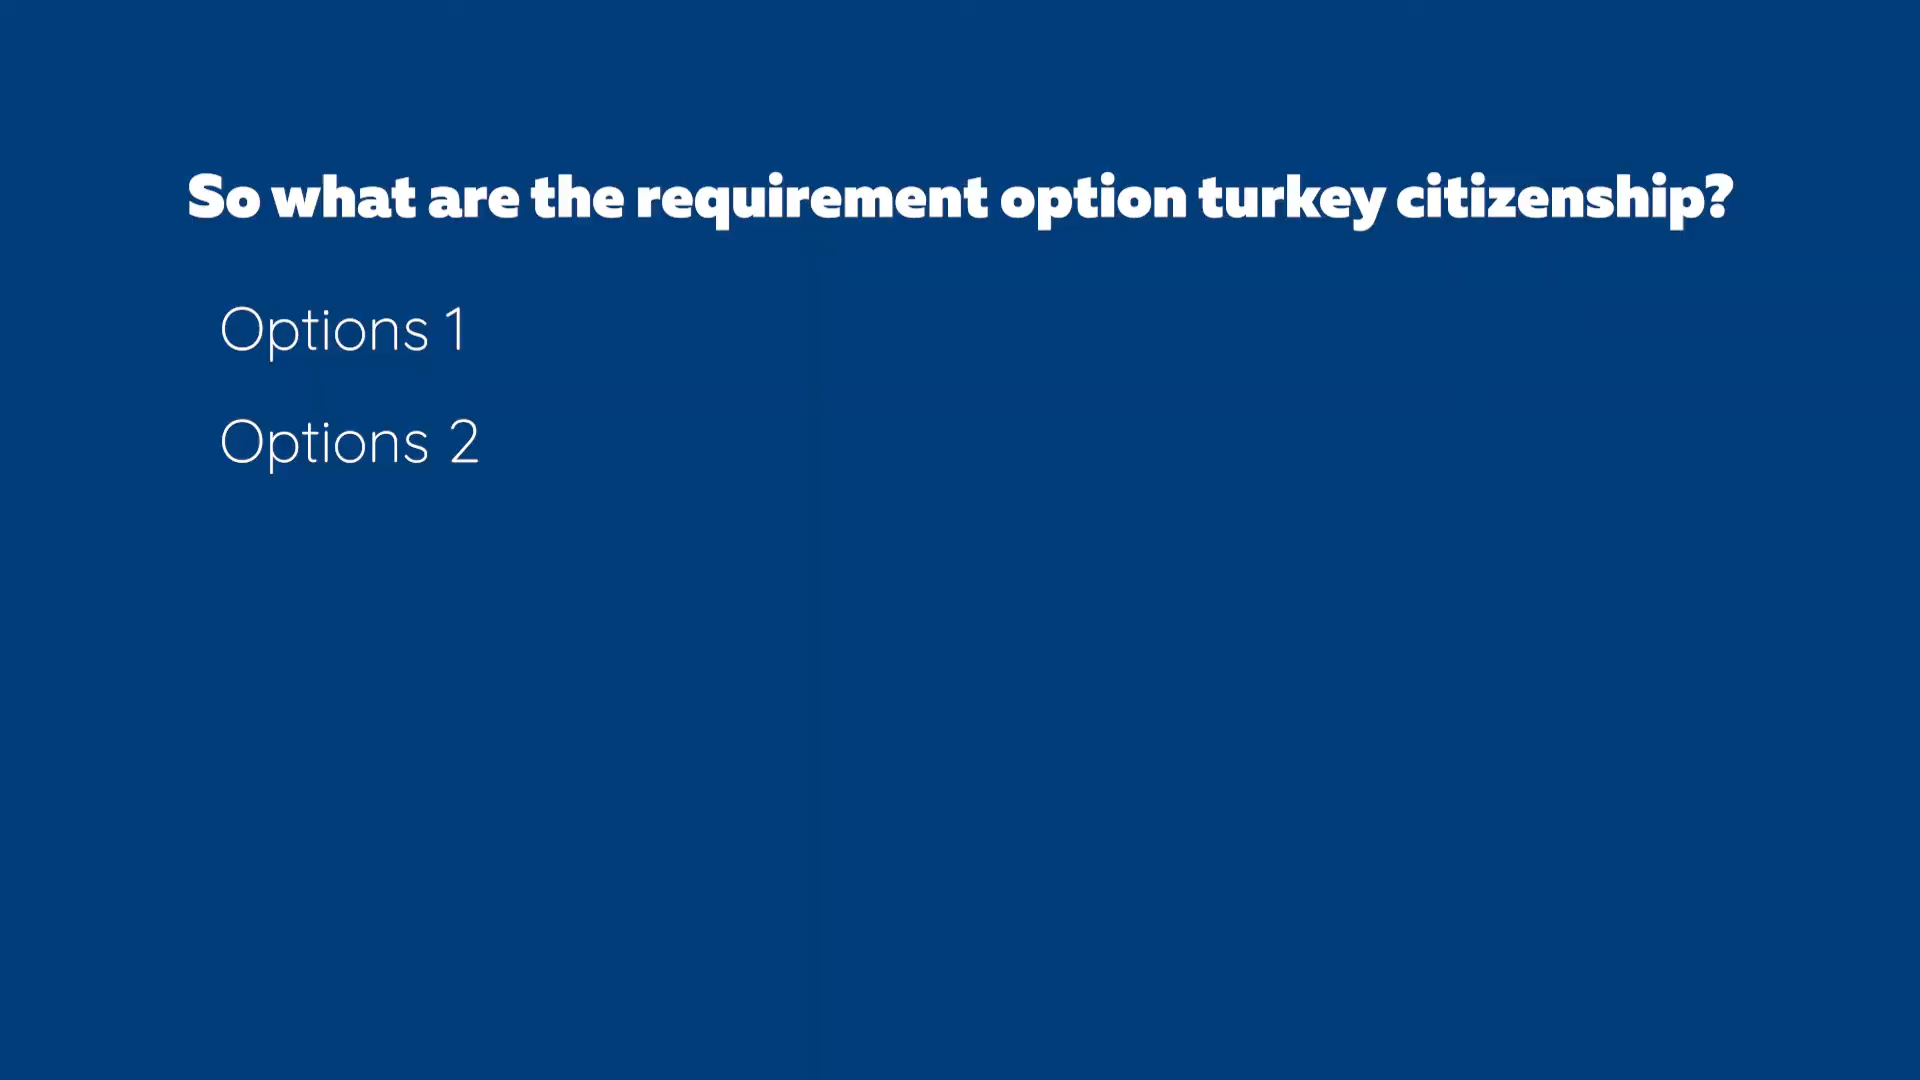 So what are the requirement option turkey citizenship?
Options 1
Options 2